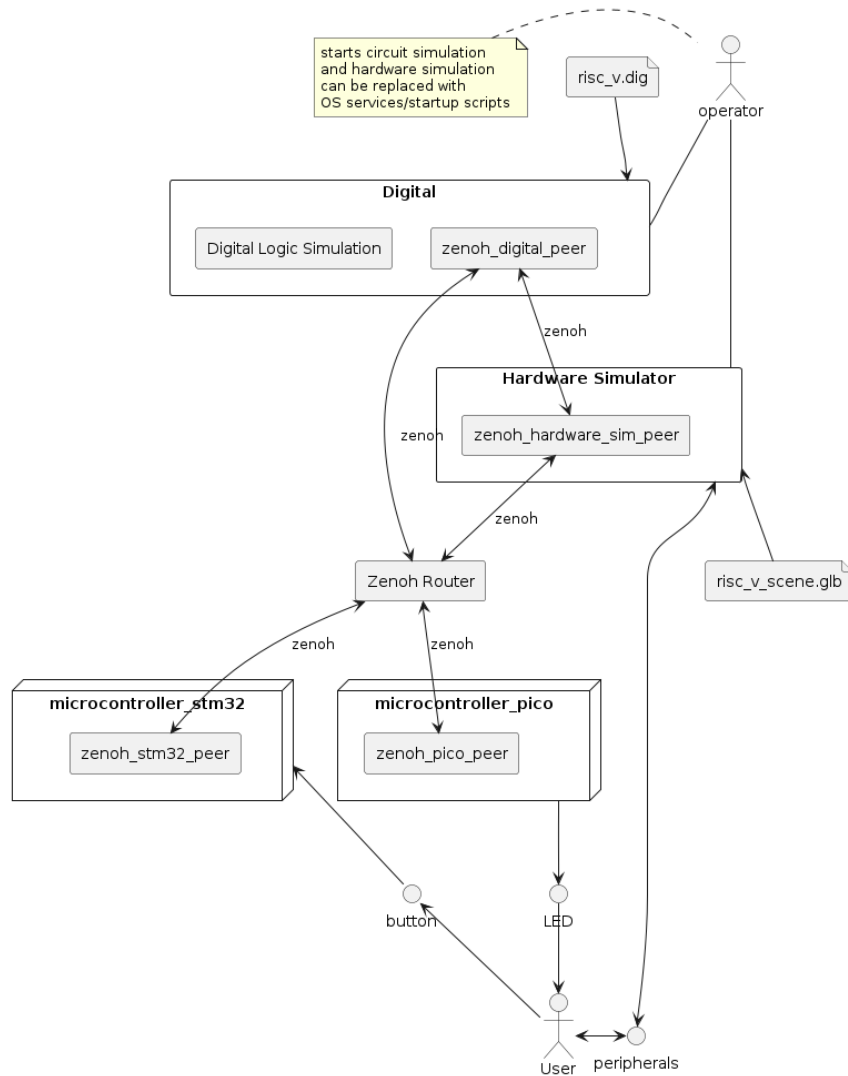 starts circuit simulation
and hardware simulation
can be replaced with
OS services/startup scripts
risc_v.dig
operator
Digital
Digital Logic Simulation
zenoh_digital_peer
zenoh
Hardware Simulator
zenoh
zenoh_hardware_sim_peer
zenoh
Zenoh Router
risc_v_scene.glb
zenoh
zenoh
microcontroller_stm32
microcontroller_pico
zenoh_stm32_peer
zenoh_pico_peer
button
LED
User
peripherals